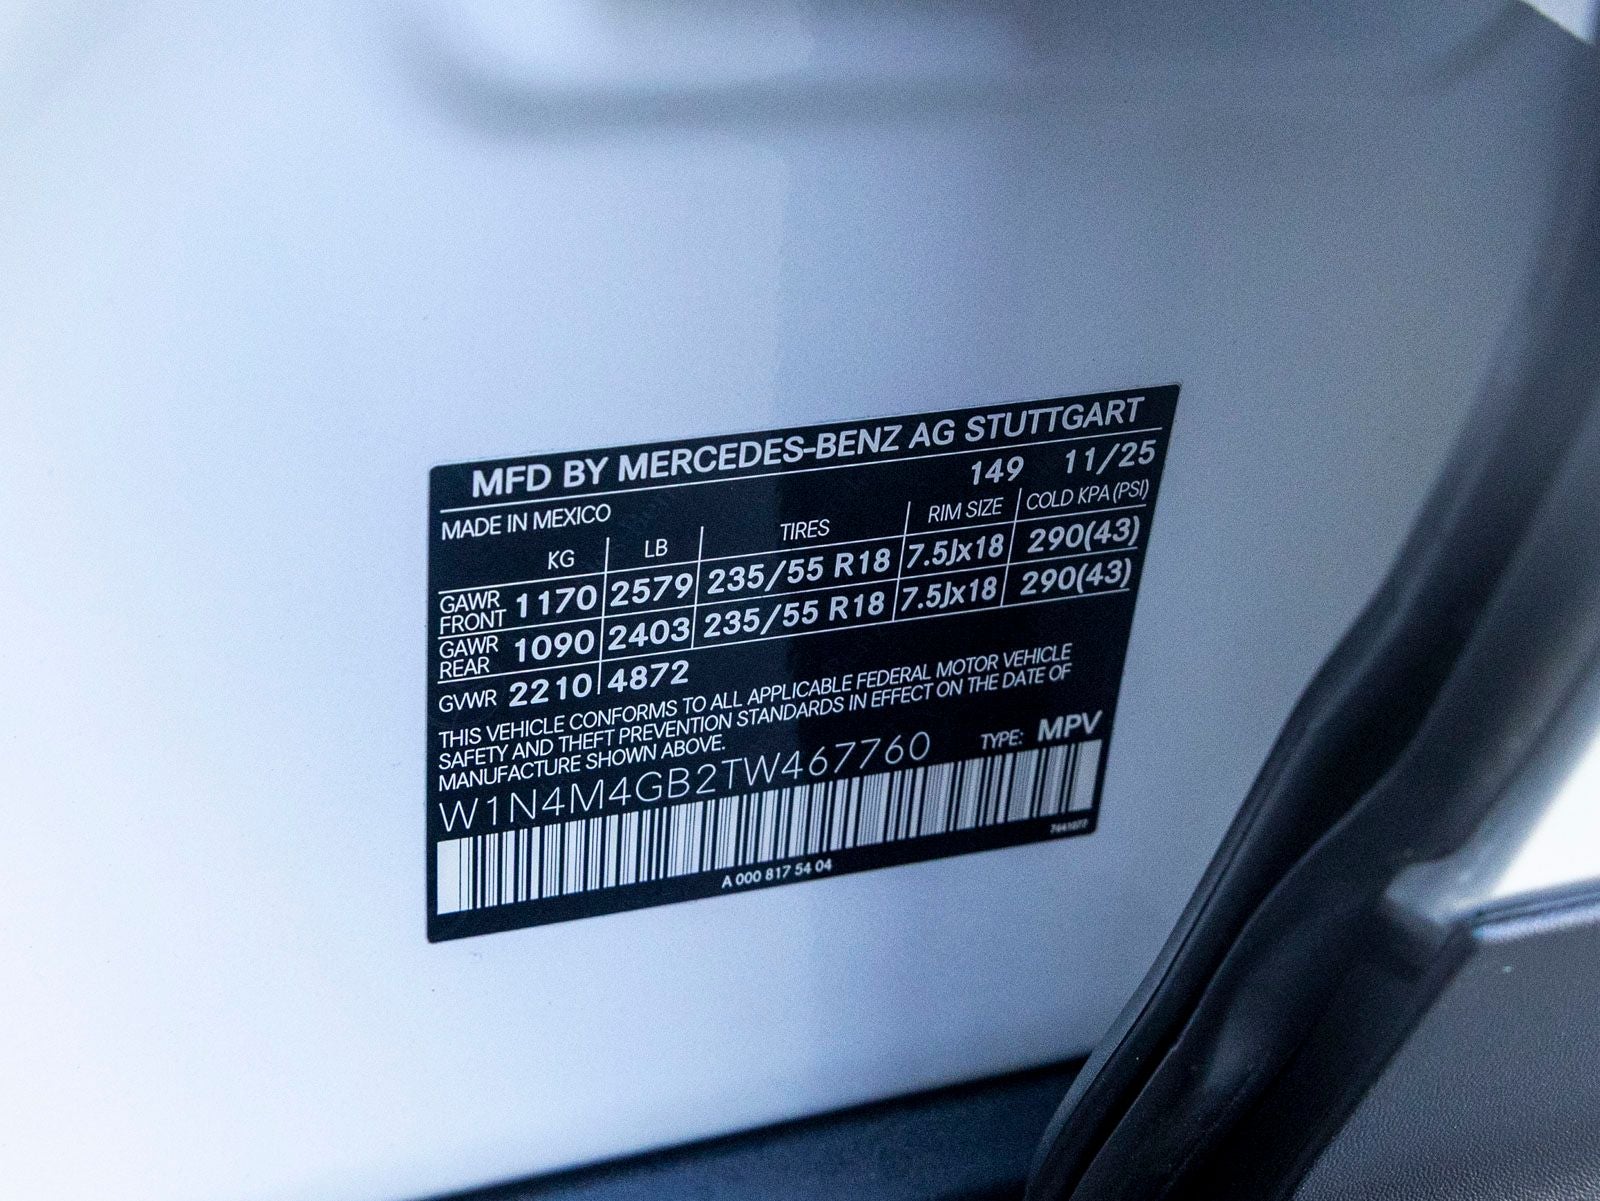 MFD BY MERCEDES-BENZ AG STUTTGART
MADE IN MEXICO 149 11/25
KG LB TIRES RIM SIZE COLD KPA (PSI)
GAWR FRONT 1170 2579 235/55 R18 7.5Jx18 290(43)
GAWR REAR 1090 2403 235/55 R18 7.5Jx18 290(43)
GVWR 2210 4872
THIS VEHICLE CONFORMS TO ALL APPLICABLE FEDERAL MOTOR VEHICLE
SAFETY AND THEFT PREVENTION STANDARDS IN EFFECT ON THE DATE OF
MANUFACTURE SHOWN ABOVE.
W1N4M4GB2TW467760 TYPE: MPV
A 000 817 54 04